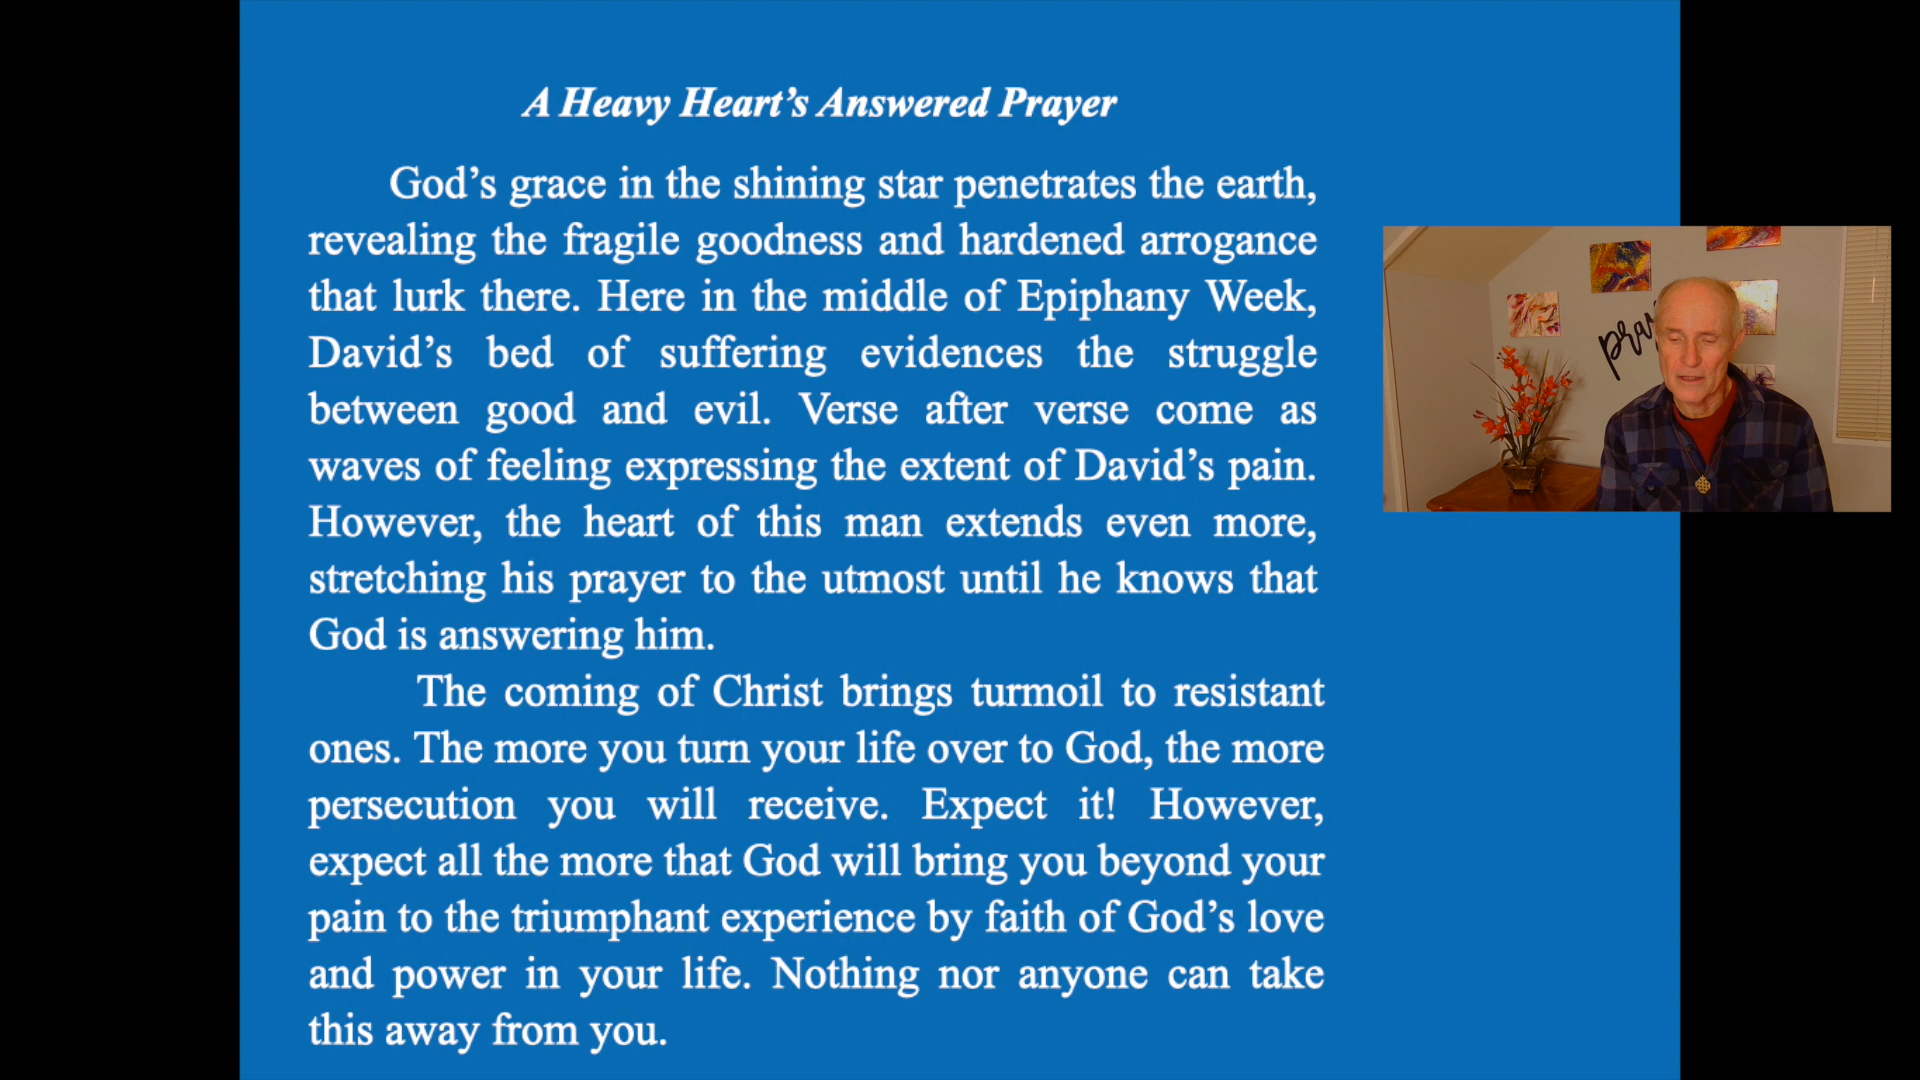 A Heavy Heart's Answered Prayer
God's grace in the shining star penetrates the earth,
revealing the fragile goodness and hardened arrogance
that lurk there. Here in the middle of Epiphany Week,
David's bed of suffering evidences the struggle
between good and evil. Verse after verse come as
waves of feeling expressing the extent of David's pain.
However, the heart of this man extends even more,
stretching his prayer to the utmost until he knows that
God is answering him.
The coming of Christ brings turmoil to resistant
ones. The more you turn your life over to God, the more
persecution you will receive. Expect it! However,
expect all the more that God will bring you beyond your
pain to the triumphant experience by faith of God's love
and power in your life. Nothing nor anyone can take
this away from you.